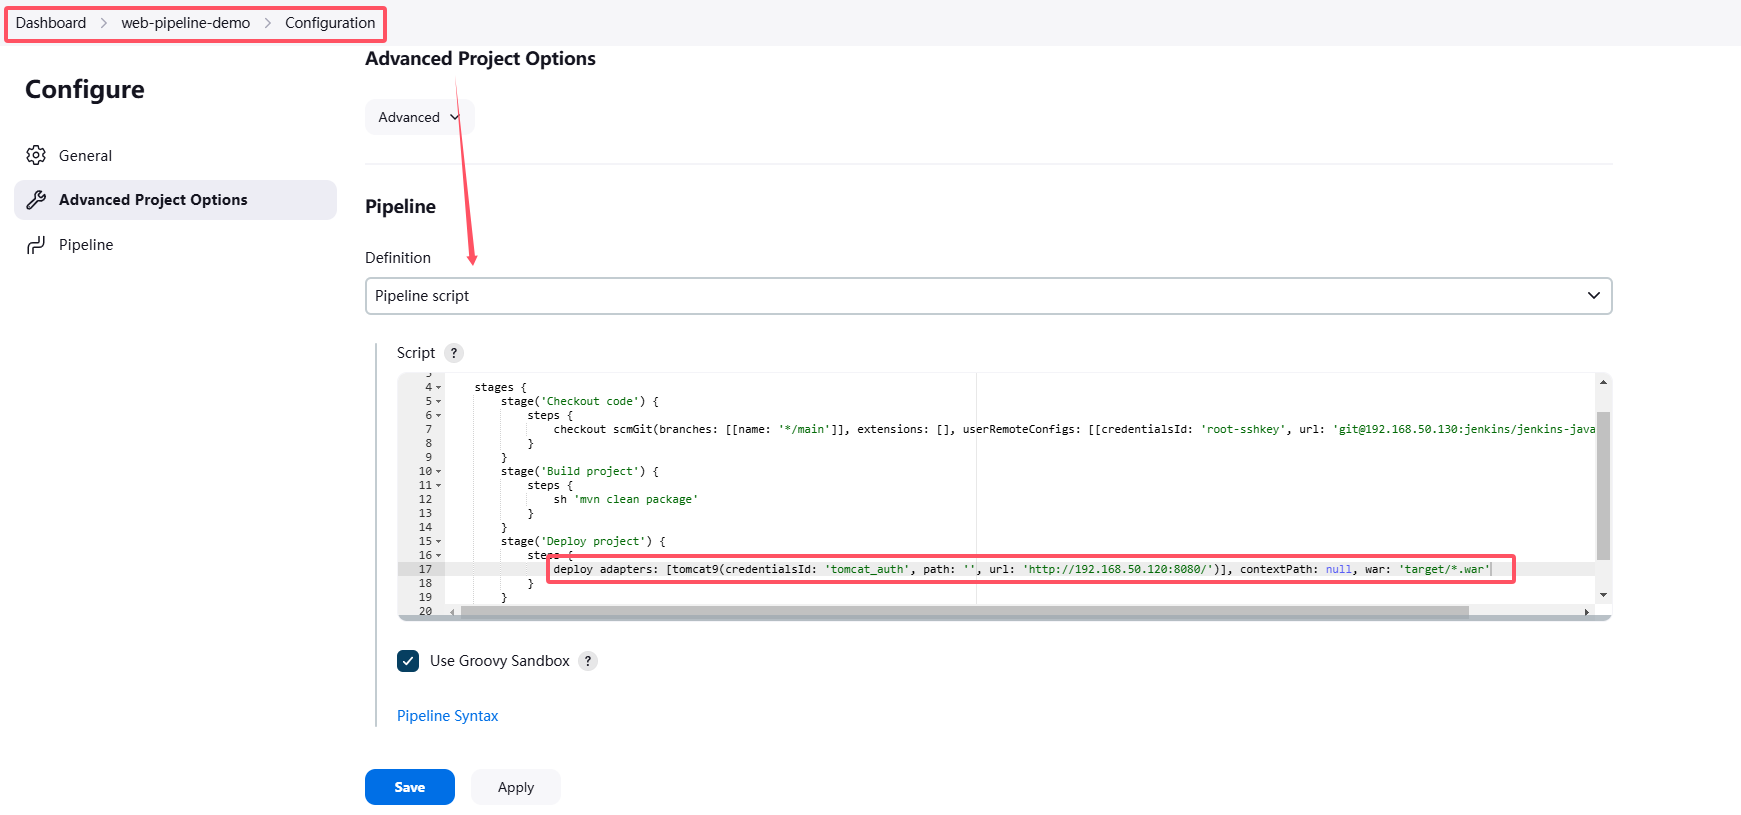 Dashboard > web-pipeline-demo > Configuration
Configure
General
Advanced Project Options
Pipeline
Advanced Project Options
Advanced
Pipeline
Definition
Pipeline script
Script ?
4 stages {
5 stage('Checkout code') {
6 steps {
7 checkout scmGit(branches: [[name: '*/main']], extensions: [], userRemoteConfigs: [[credentialsId: 'root-sshkey', url: 'git@192.168.50.130:jenkins/jenkins-java
8 }
9 }
10 stage('Build project') {
11 steps {
12 sh 'mvn clean package'
13 }
14 }
15 stage('Deploy project') {
16 steps {
17 deploy adapters: [tomcat9(credentialsId: 'tomcat_auth', path: '', url: 'http://192.168.50.120:8080/')], contextPath: null, war: 'target/*.war'
18 }
19 }
20
Use Groovy Sandbox ?
Pipeline Syntax
Save
Apply